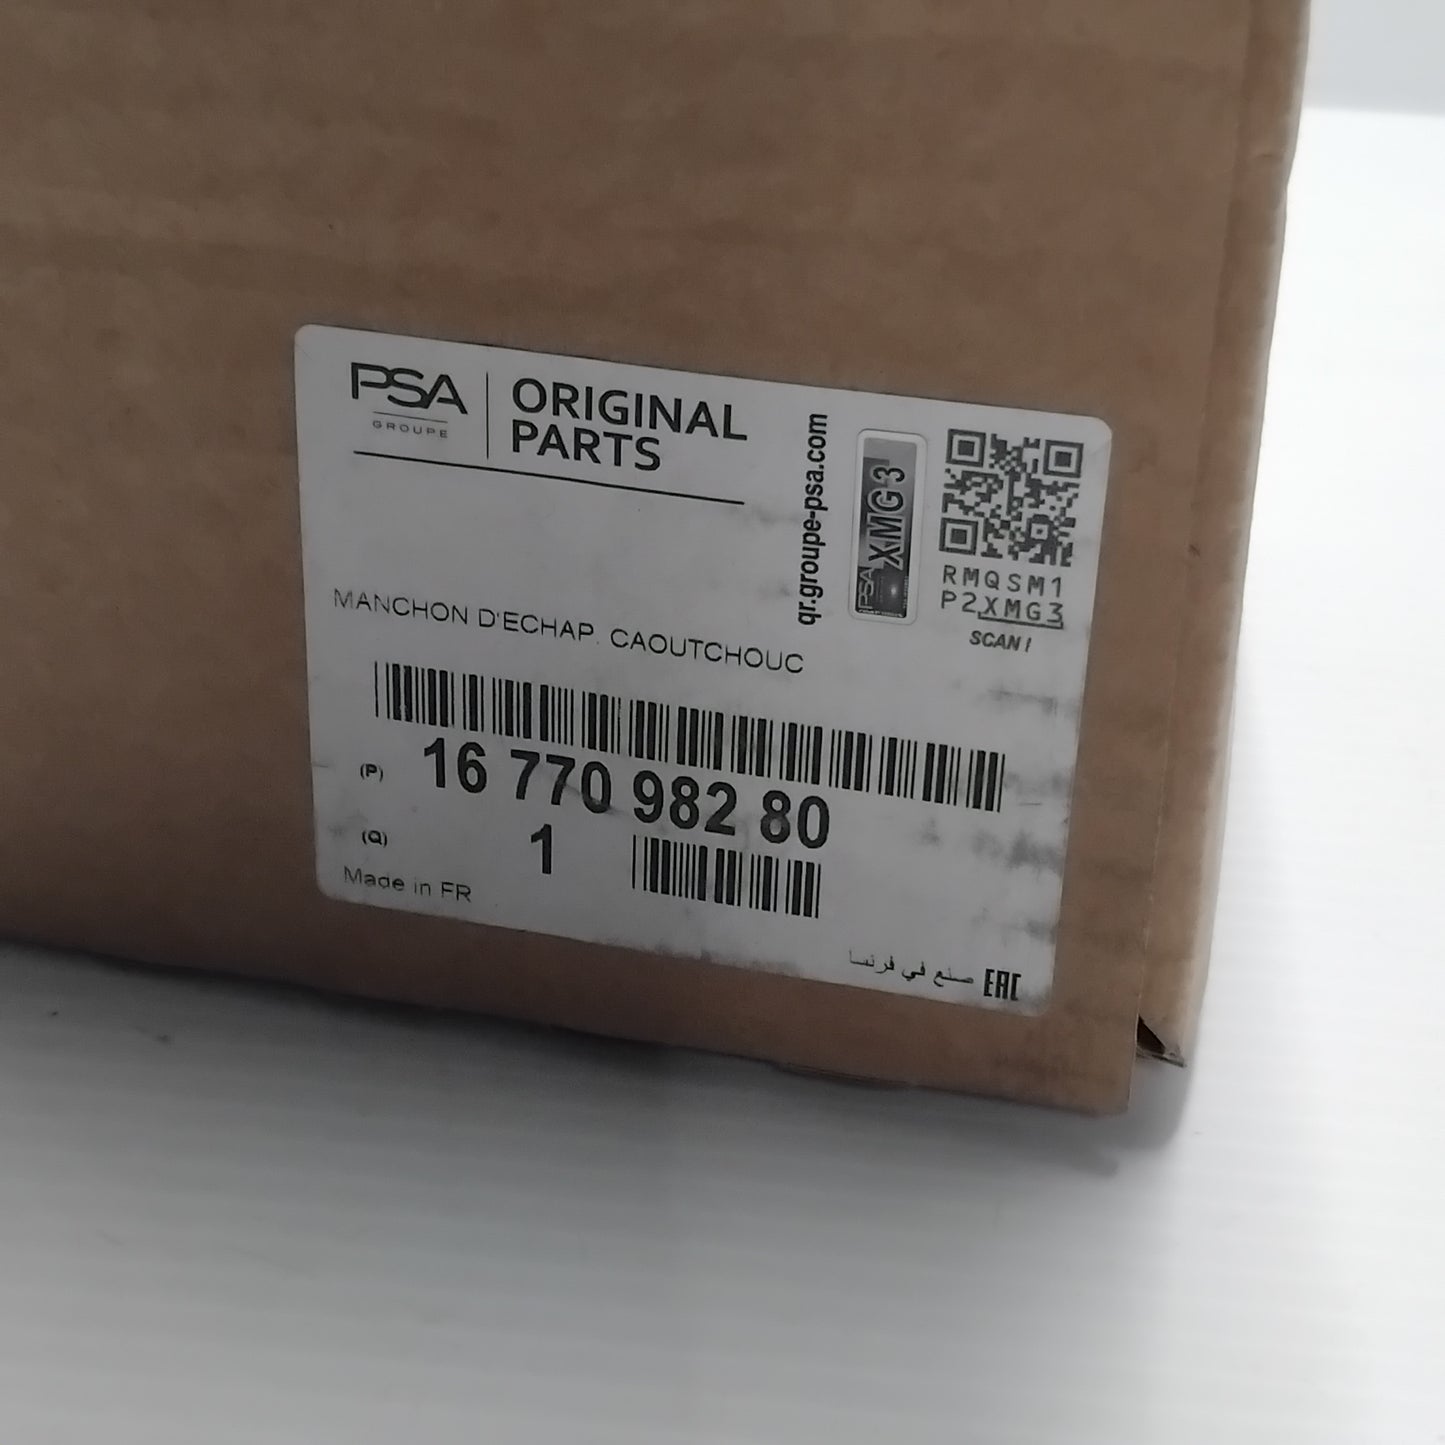 PSA
GROUPE
ORIGINAL
PARTS
qr.groupe-psa.com
XMG3
PSA
RMQSM1
P2XMG3
SCAN!
MANCHON D'ECHAP. CAOUTCHOUC
(P) 16 770 982 80
(Q) 1
Made in FR
صنع في فرنسا
EAC